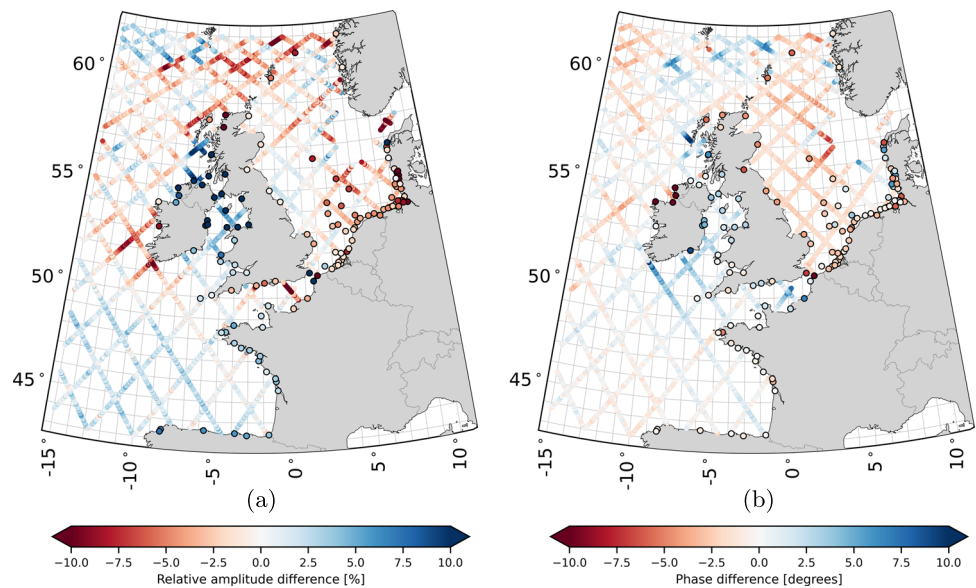 60° 60°
55° 55°
50° 50°
45° 45°
-15 ° -10 ° -5 ° 0 ° 5 ° 10 ° -15 ° -10 ° -5 ° 0 ° 5 ° 10 °
(a) (b)
−10.0 −7.5 −5.0 −2.5 0.0 2.5 5.0 7.5 10.0 −10.0 −7.5 −5.0 −2.5 0.0 2.5 5.0 7.5 10.0
Relative amplitude difference [%] Phase difference [degrees]